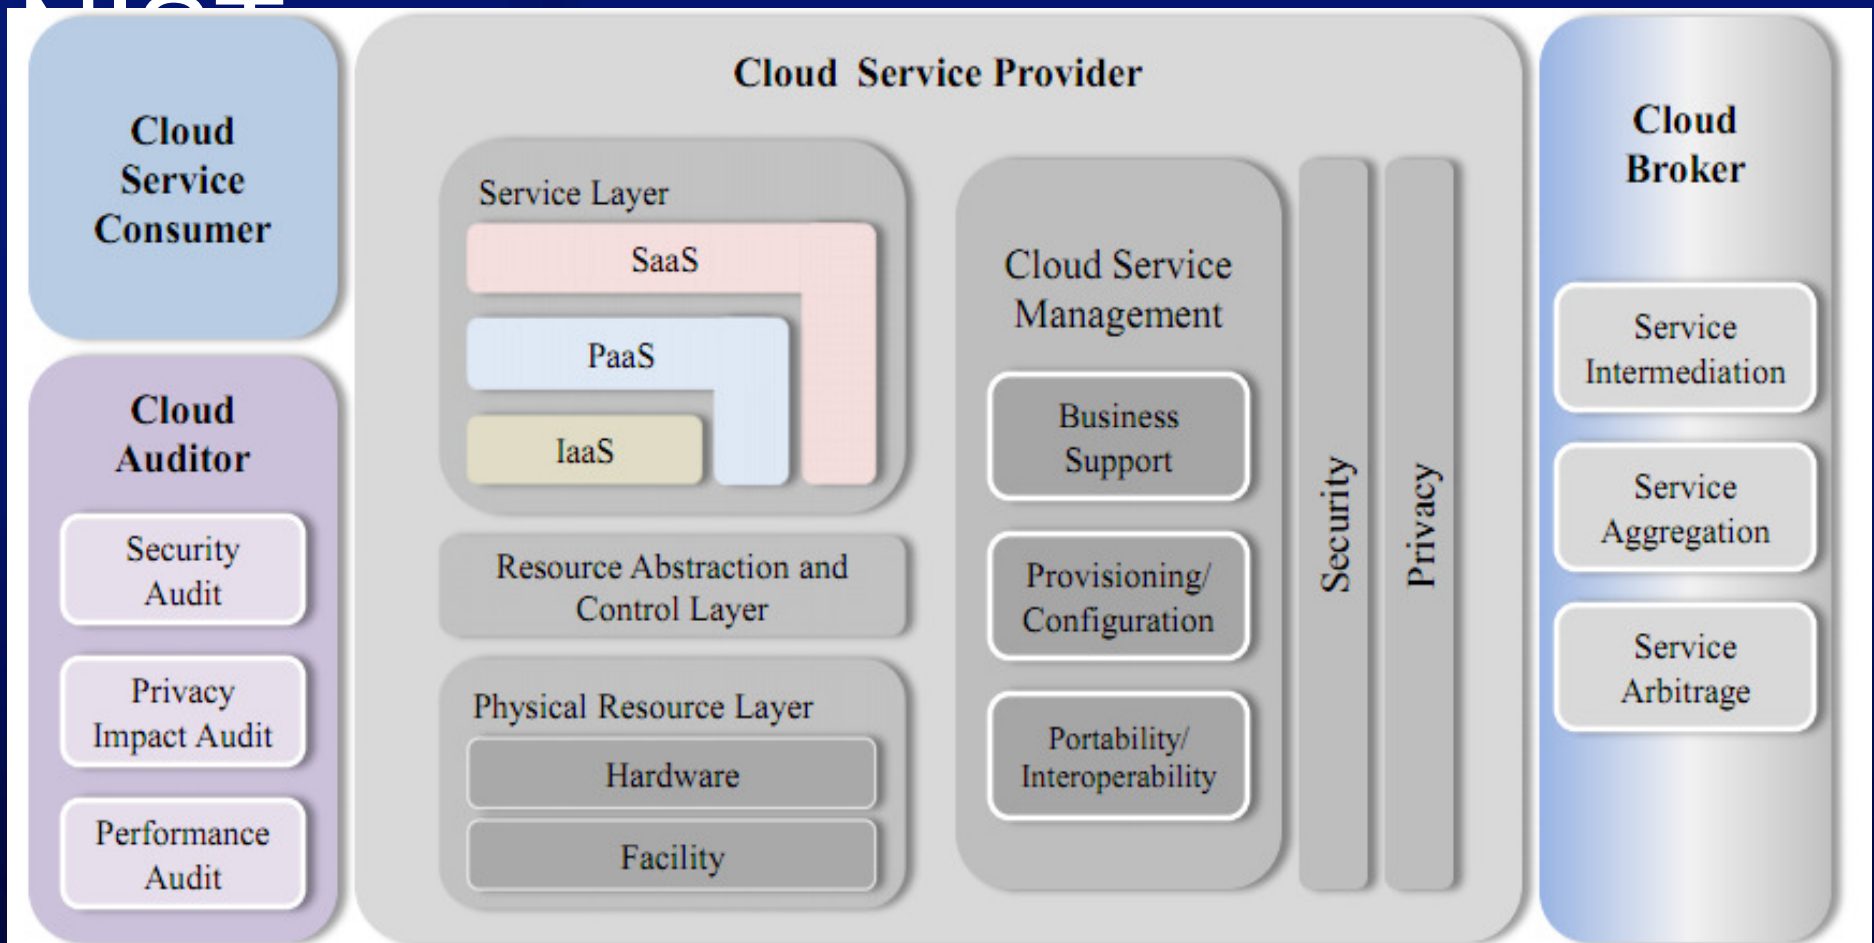 Cloud
Service
Consumer
Cloud
Auditor
Security
Audit
Privacy
Impact Audit
Performance
Audit
Cloud Service Provider
Service Layer
SaaS
PaaS
IaaS
Resource Abstraction and
Control Layer
Physical Resource Layer
Hardware
Facility
Cloud Service
Management
Business
Support
Provisioning/
Configuration
Portability/
Interoperability
Security
Privacy
Cloud
Broker
Service
Intermediation
Service
Aggregation
Service
Arbitrage